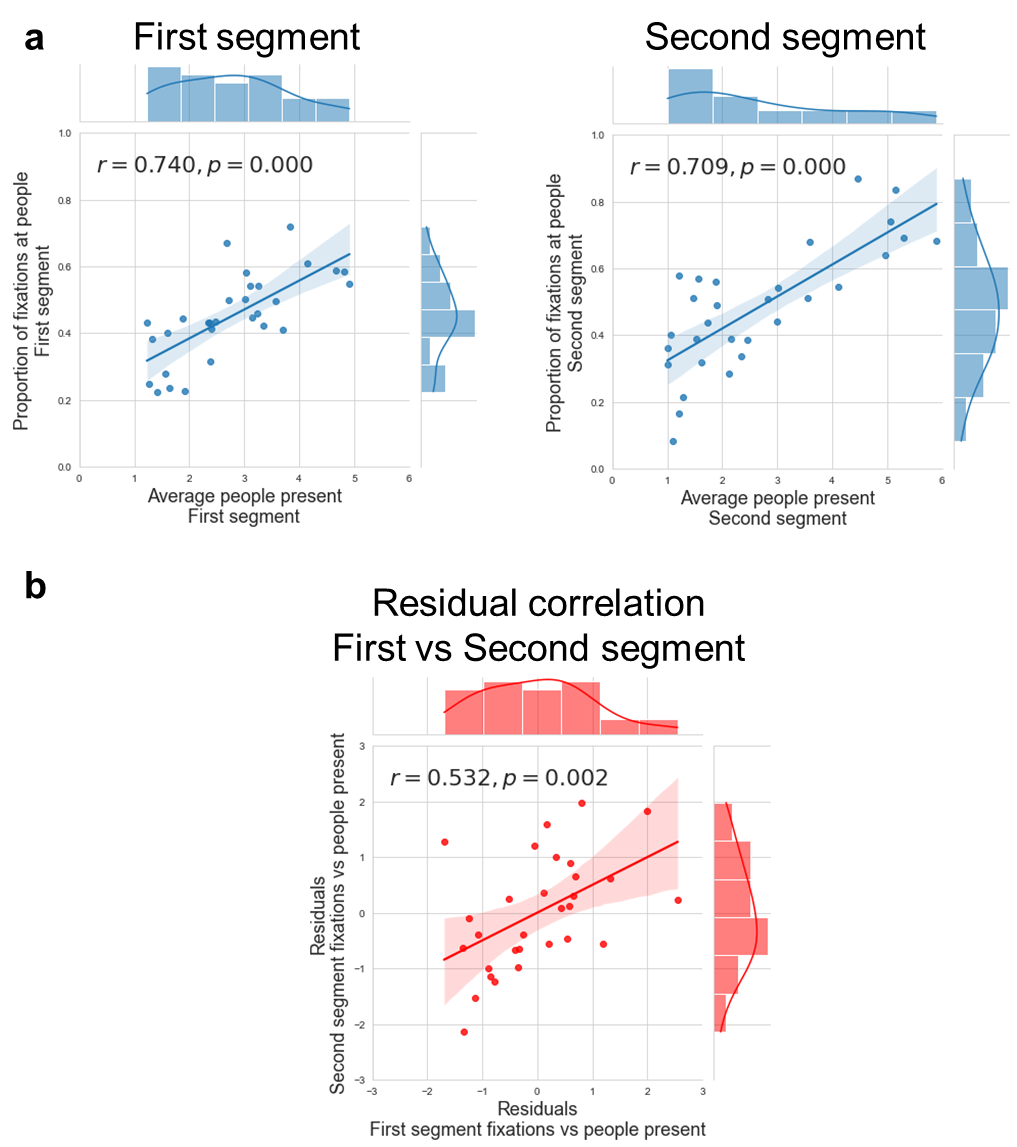 a
First segment
Second segment
r = 0.740, p = 0.000
Proportion of fixations at people
First segment
1.0
0.8
0.6
0.4
0.2
0.0
0 1 2 3 4 5 6
Average people present
First segment
r = 0.709, p = 0.000
Proportion of fixations at people
Second segment
1.0
0.8
0.6
0.4
0.2
0.0
0 1 2 3 4 5 6
Average people present
Second segment
b
Residual correlation
First vs Second segment
r = 0.532, p = 0.002
Residuals
Second segment fixations vs people present
3
2
1
0
−1
−2
−3
−3 −2 −1 0 1 2 3
Residuals
First segment fixations vs people present